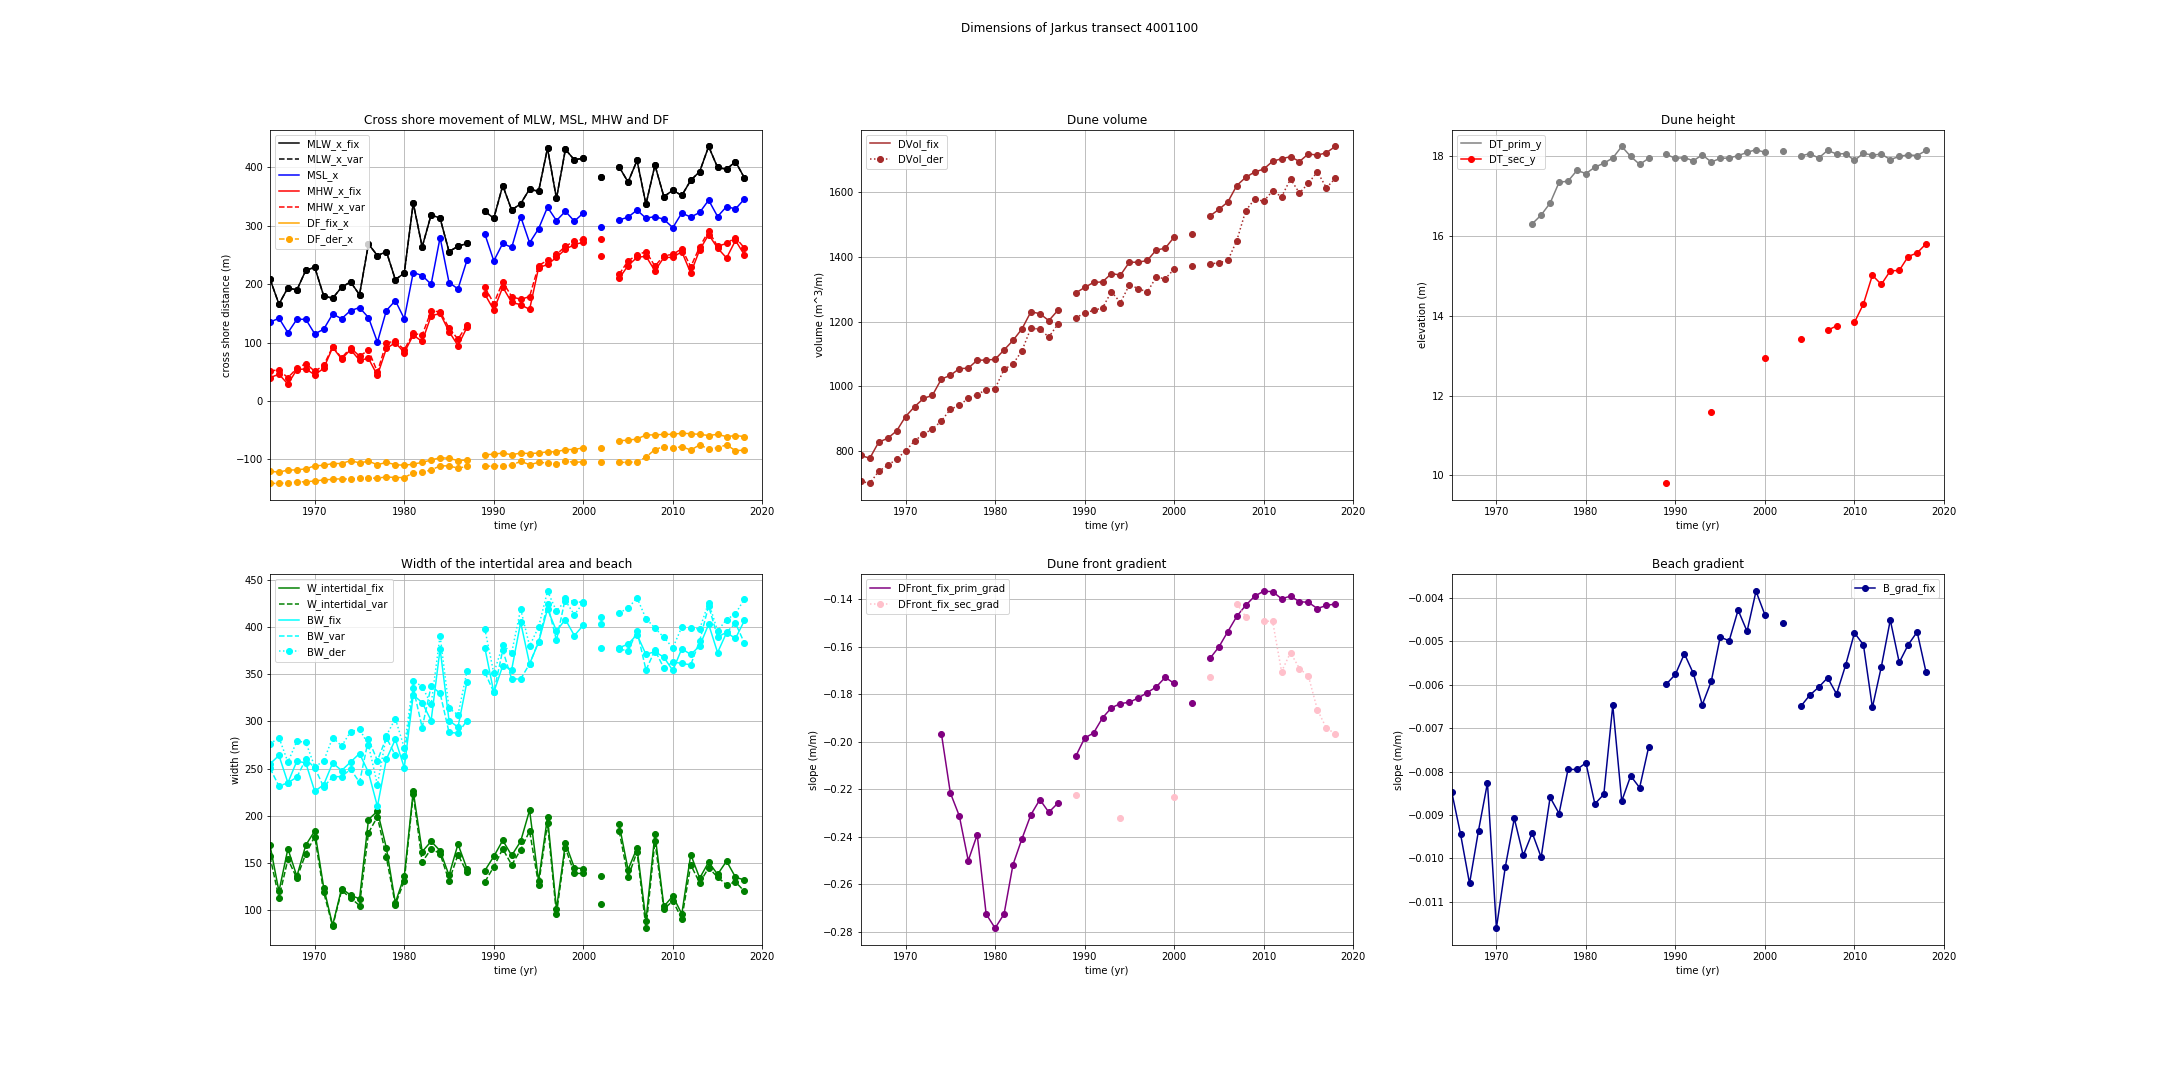 Dimensions of Jarkus transect 4001100
Cross shore movement of MLW, MSL, MHW and DF
MLW_x_fix
MLW_x_var
MSL_x
MHW_x_fix
MHW_x_var
DF_fix_x
DF_der_x
400
300
200
100
0
−100
cross shore distance (m)
1970 1980 1990 2000 2010 2020
time (yr)
Dune volume
DVol_fix
DVol_der
1600
1400
1200
1000
800
volume (m^3/m)
1970 1980 1990 2000 2010 2020
time (yr)
Dune height
DT_prim_y
DT_sec_y
18
16
14
12
10
elevation (m)
1970 1980 1990 2000 2010 2020
time (yr)
Width of the intertidal area and beach
W_intertidal_fix
W_intertidal_var
BW_fix
BW_var
BW_der
450
400
350
300
250
200
150
100
width (m)
1970 1980 1990 2000 2010 2020
time (yr)
Dune front gradient
DFront_fix_prim_grad
DFront_fix_sec_grad
−0.14
−0.16
−0.18
−0.20
−0.22
−0.24
−0.26
−0.28
slope (m/m)
1970 1980 1990 2000 2010 2020
time (yr)
Beach gradient
B_grad_fix
−0.004
−0.005
−0.006
−0.007
−0.008
−0.009
−0.010
−0.011
slope (m/m)
1970 1980 1990 2000 2010 2020
time (yr)